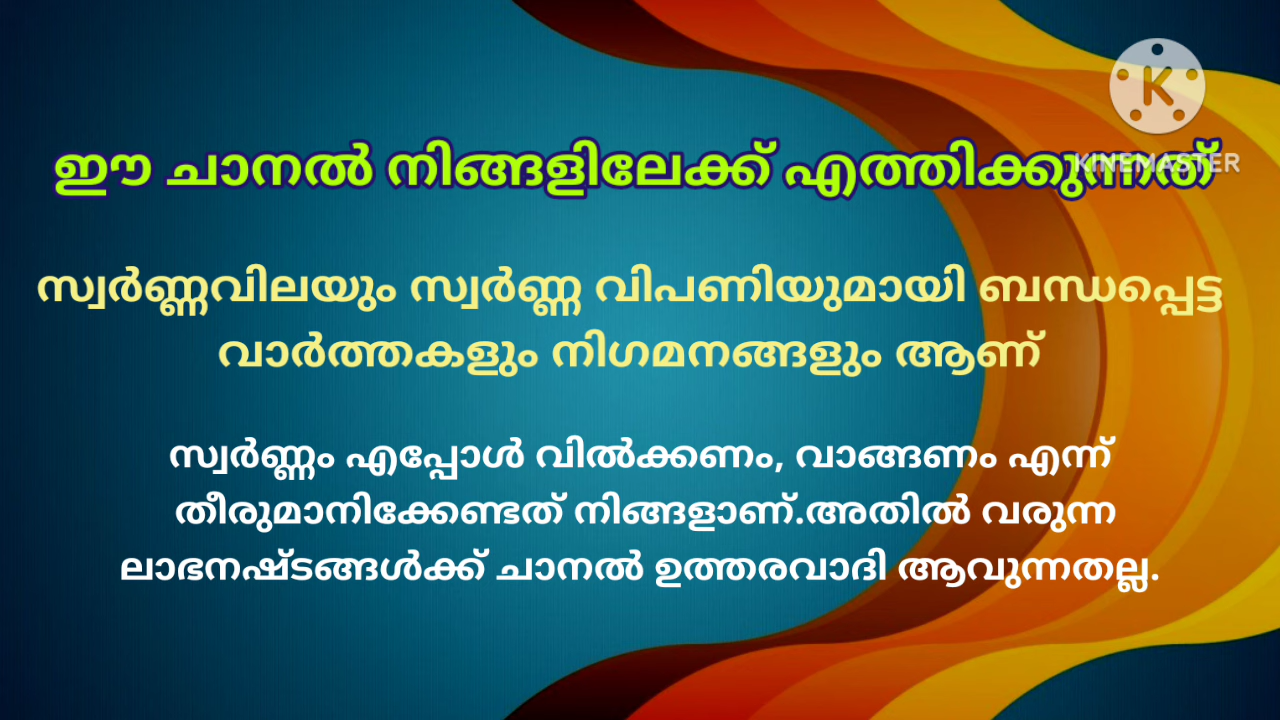 K
KINEMASTER
ഈ ചാനൽ നിങ്ങളിലേക്ക് എത്തിക്കുന്നത്
സ്വർണ്ണവിലയും സ്വർണ്ണ വിപണിയുമായി ബന്ധപ്പെട്ട
വാർത്തകളും നിഗമനങ്ങളും ആണ്
സ്വർണ്ണം എപ്പോൾ വിൽക്കണം, വാങ്ങണം എന്ന്
തീരുമാനിക്കേണ്ടത് നിങ്ങളാണ്.അതിൽ വരുന്ന
ലാഭനഷ്ടങ്ങൾക്ക് ചാനൽ ഉത്തരവാദി ആവുന്നതല്ല.